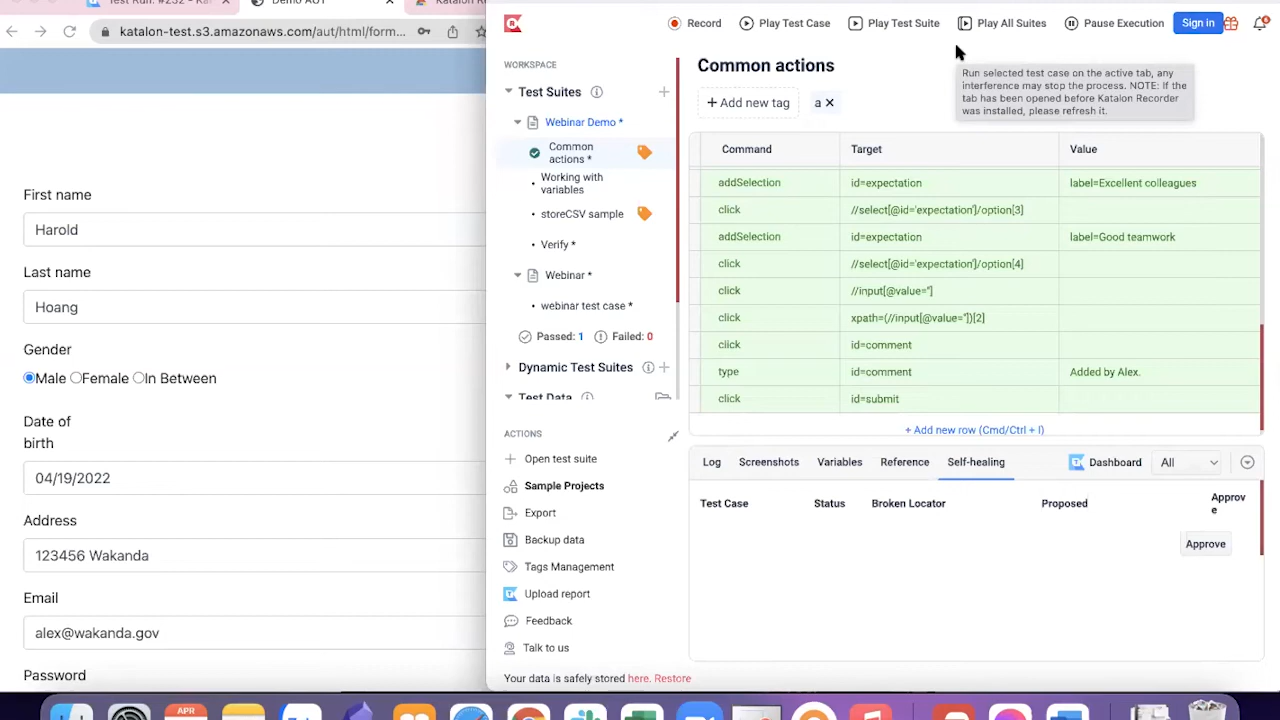 Test Run: #232 - Ka
Demo AUT
Katalon R
katalon-test.s3.amazonaws.com/aut/html/form...
First name
Harold
Last name
Hoang
Gender
Male Female In Between
Date of
birth
04/19/2022
Address
123456 Wakanda
Email
alex@wakanda.gov
Password
Record Play Test Case Play Test Suite Play All Suites Pause Execution Sign in
WORKSPACE
Test Suites
Webinar Demo *
Common
actions *
Working with
variables
storeCSV sample
Verify *
Webinar *
webinar test case *
Passed: 1 Failed: 0
Dynamic Test Suites
Test Data
ACTIONS
Open test suite
Sample Projects
Export
Backup data
Tags Management
Upload report
Feedback
Talk to us
Your data is safely stored here. Restore
Common actions
+ Add new tag a ×
Run selected test case on the active tab, any
interference may stop the process. NOTE: If the
tab has been opened before Katalon Recorder
was installed, please refresh it.
Command Target Value
addSelection id=expectation label=Excellent colleagues
click //select[@id='expectation']/option[3]
addSelection id=expectation label=Good teamwork
click //select[@id='expectation']/option[4]
click //input[@value='']
click xpath=(//input[@value=''])[2]
click id=comment
type id=comment Added by Alex.
click id=submit
+ Add new row (Cmd/Ctrl + I)
Log Screenshots Variables Reference Self-healing Dashboard All
Test Case Status Broken Locator Proposed Approv
e
Approve
APR